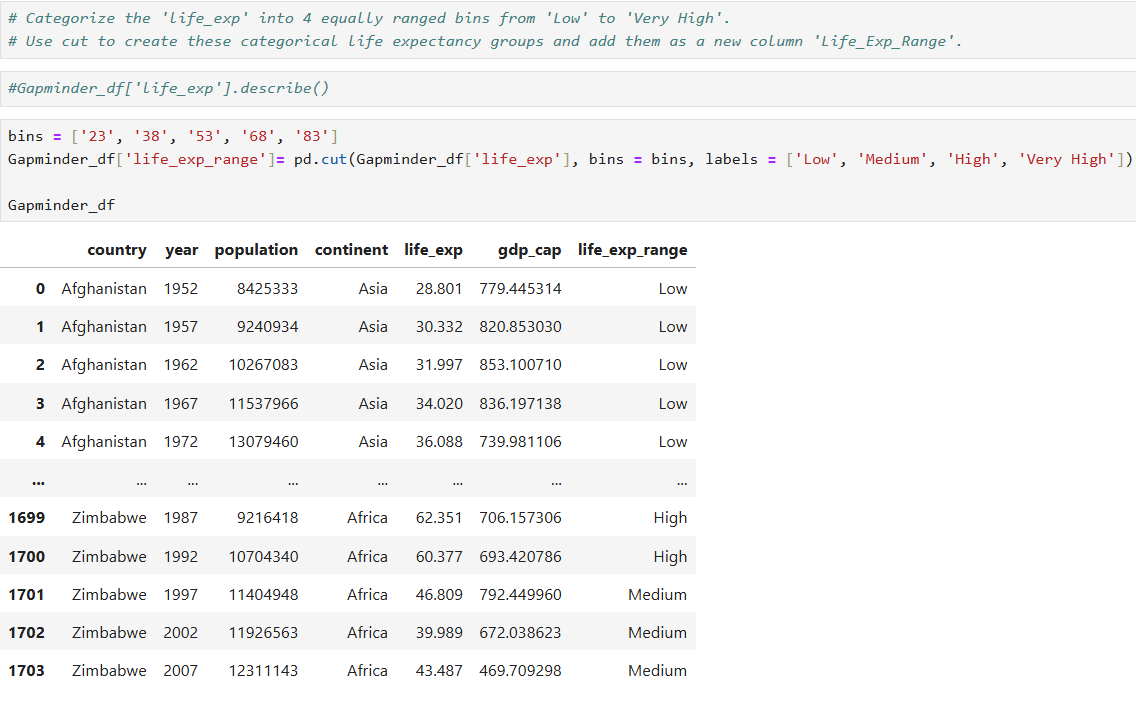 # Categorize the 'life_exp' into 4 equally ranged bins from 'Low' to 'Very High'.
# Use cut to create these categorical life expectancy groups and add them as a new column 'Life_Exp_Range'.
#Gapminder_df['life_exp'].describe()
bins = ['23', '38', '53', '68', '83']
Gapminder_df['life_exp_range']= pd.cut(Gapminder_df['life_exp'], bins = bins, labels = ['Low', 'Medium', 'High', 'Very High'])
Gapminder_df
country year population continent life_exp gdp_cap life_exp_range
0 Afghanistan 1952 8425333 Asia 28.801 779.445314 Low
1 Afghanistan 1957 9240934 Asia 30.332 820.853030 Low
2 Afghanistan 1962 10267083 Asia 31.997 853.100710 Low
3 Afghanistan 1967 11537966 Asia 34.020 836.197138 Low
4 Afghanistan 1972 13079460 Asia 36.088 739.981106 Low
... ... ... ... ... ... ... ...
1699 Zimbabwe 1987 9216418 Africa 62.351 706.157306 High
1700 Zimbabwe 1992 10704340 Africa 60.377 693.420786 High
1701 Zimbabwe 1997 11404948 Africa 46.809 792.449960 Medium
1702 Zimbabwe 2002 11926563 Africa 39.989 672.038623 Medium
1703 Zimbabwe 2007 12311143 Africa 43.487 469.709298 Medium